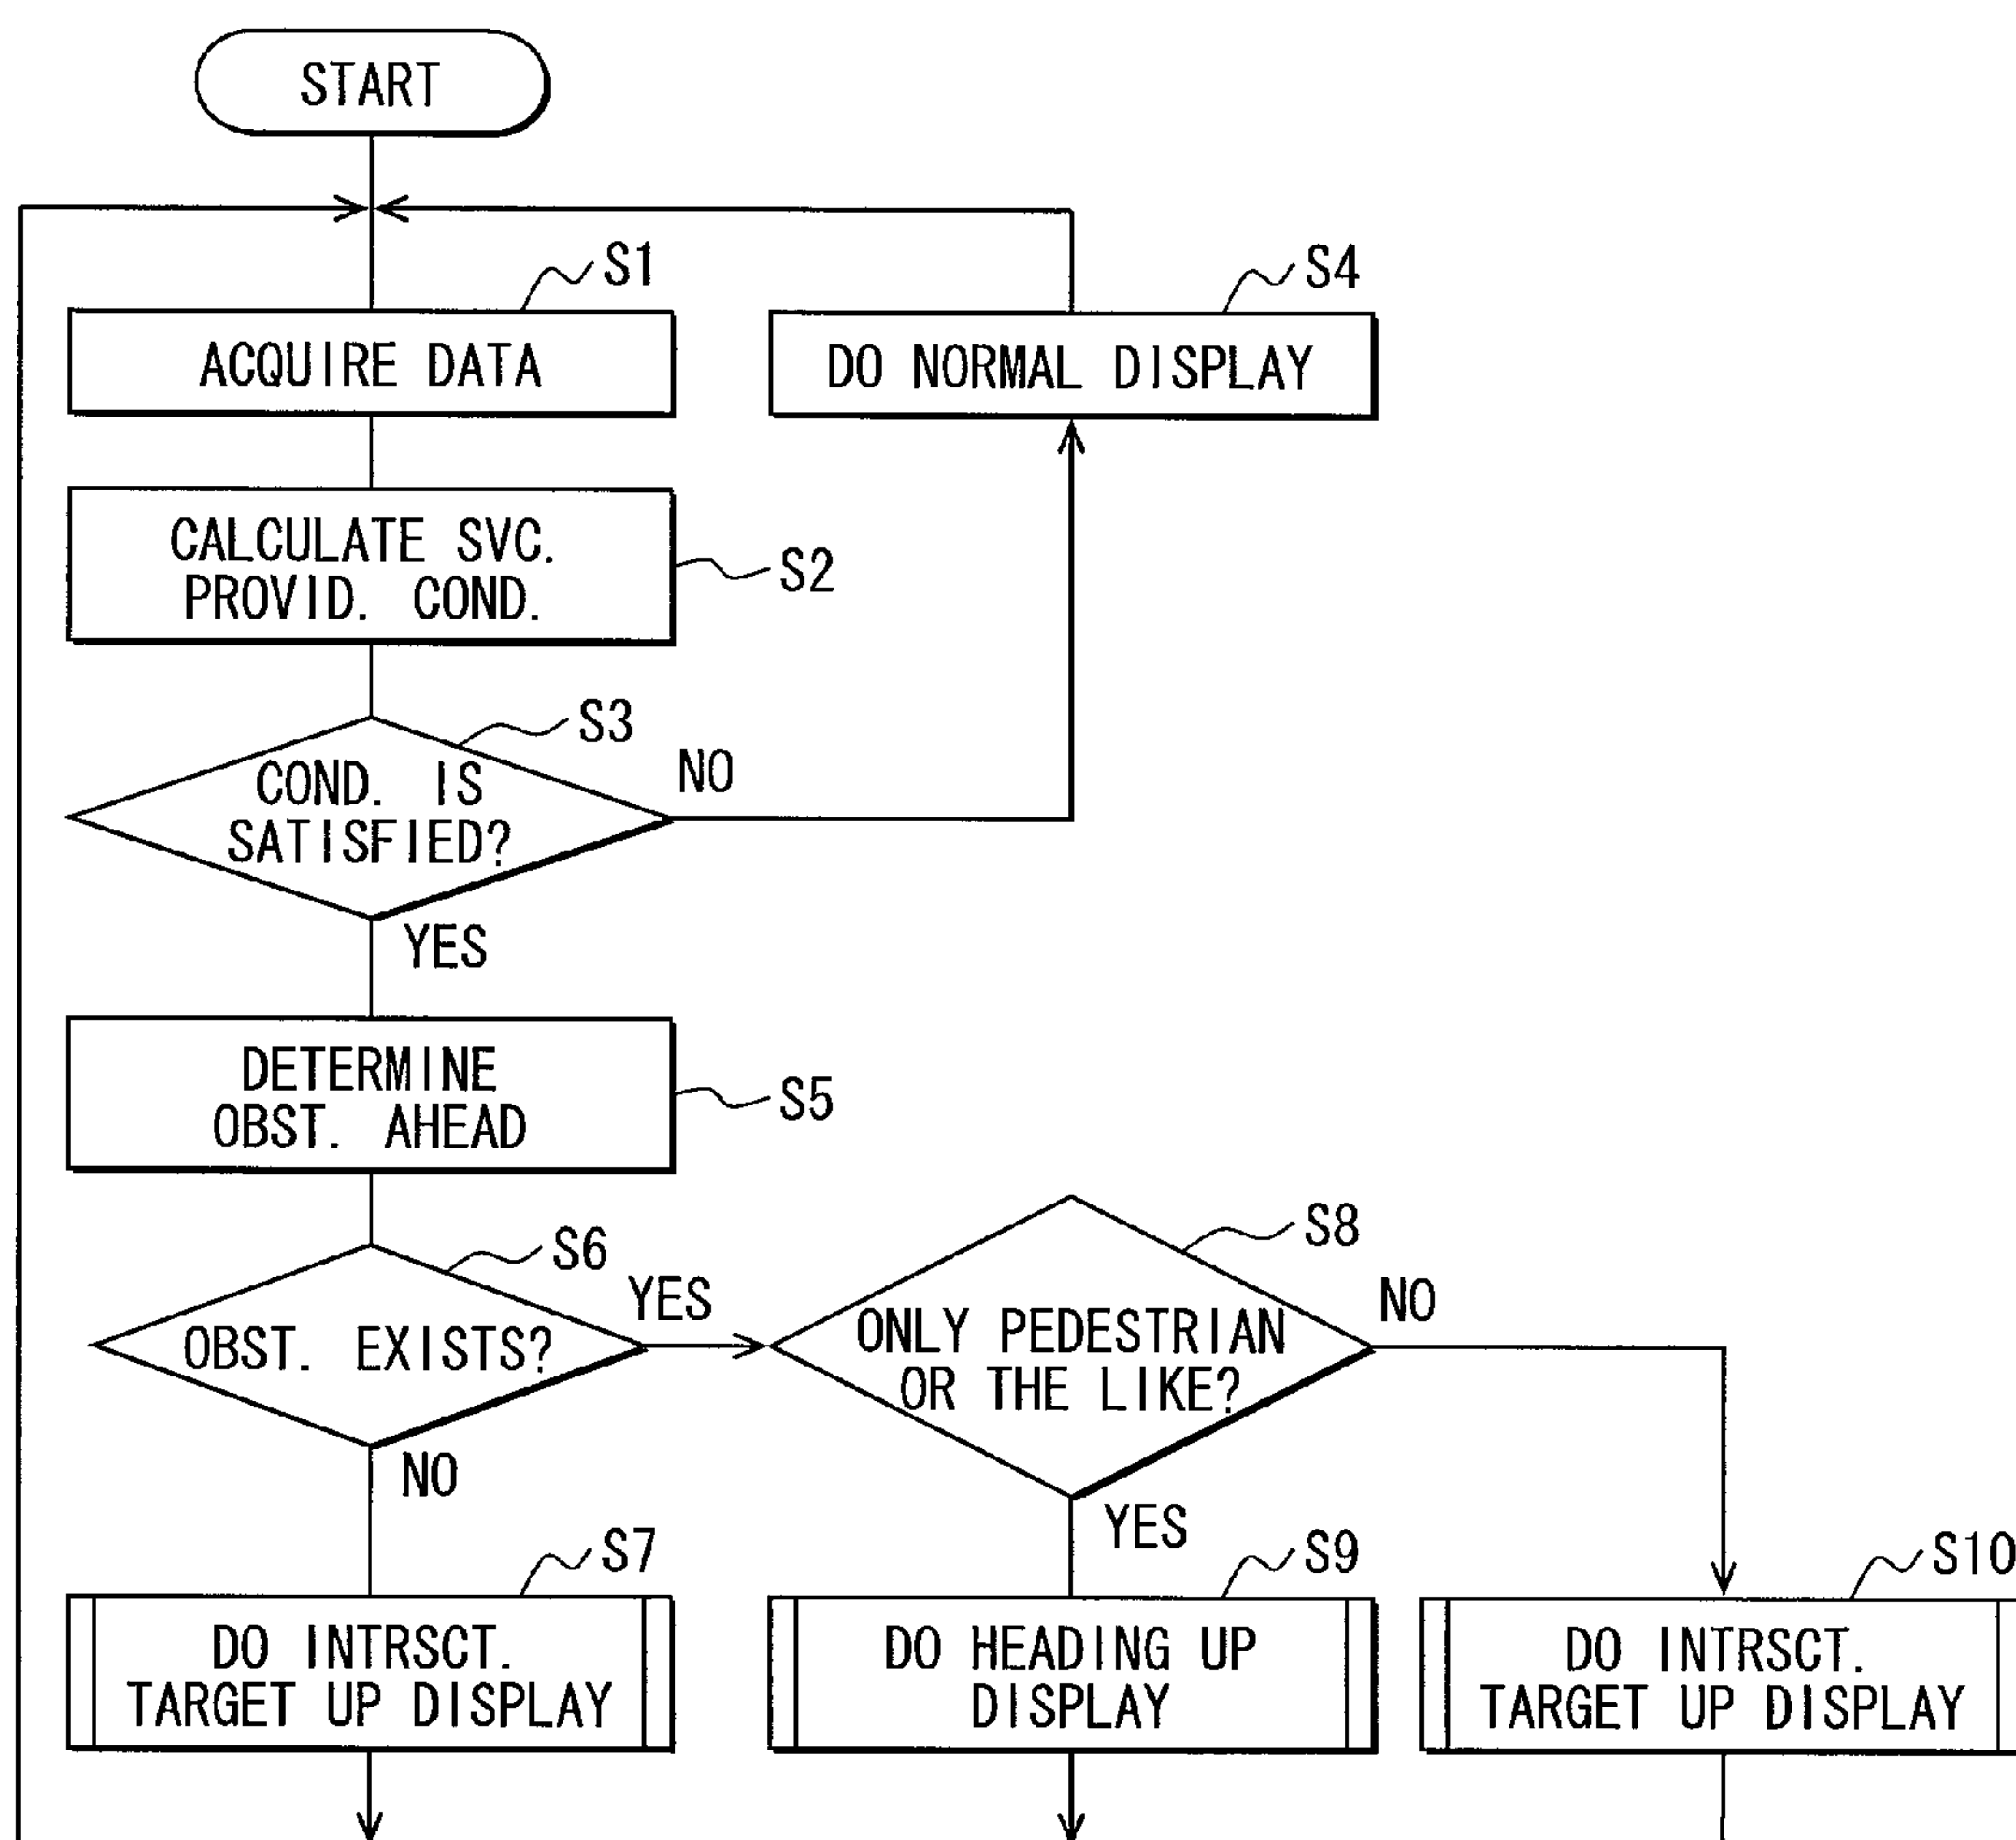 START
S1
ACQUIRE DATA
S4
DO NORMAL DISPLAY
CALCULATE SVC.
PROVID. COND.
S2
S3
COND. IS
SATISFIED?
NO
YES
DETERMINE
OBST. AHEAD
S5
S6
OBST. EXISTS?
YES
NO
S8
ONLY PEDESTRIAN
OR THE LIKE?
NO
YES
S7
DO INTRSCT.
TARGET UP DISPLAY
S9
DO HEADING UP
DISPLAY
S10
DO INTRSCT.
TARGET UP DISPLAY